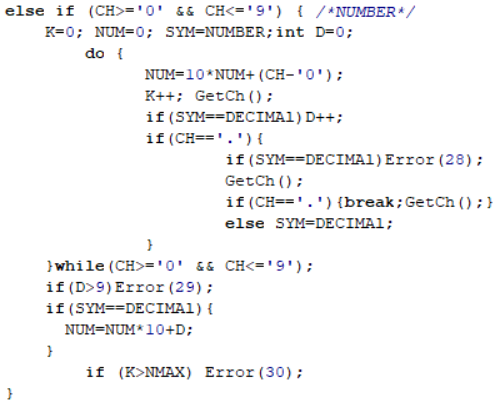 else if (CH>='0' && CH<='9') { /*NUMBER*/
K=0; NUM=0; SYM=NUMBER;int D=0;
do {
NUM=10*NUM+(CH-'0');
K++; GetCh();
if(SYM==DECIMAl)D++;
if(CH=='.'){
if(SYM==DECIMAl)Error(28);
GetCh();
if(CH=='.'){break;GetCh();}
else SYM=DECIMAl;
}
}while(CH>='0' && CH<='9');
if(D>9)Error(29);
if(SYM==DECIMAl){
NUM=NUM*10+D;
}
if (K>NMAX) Error(30);
}